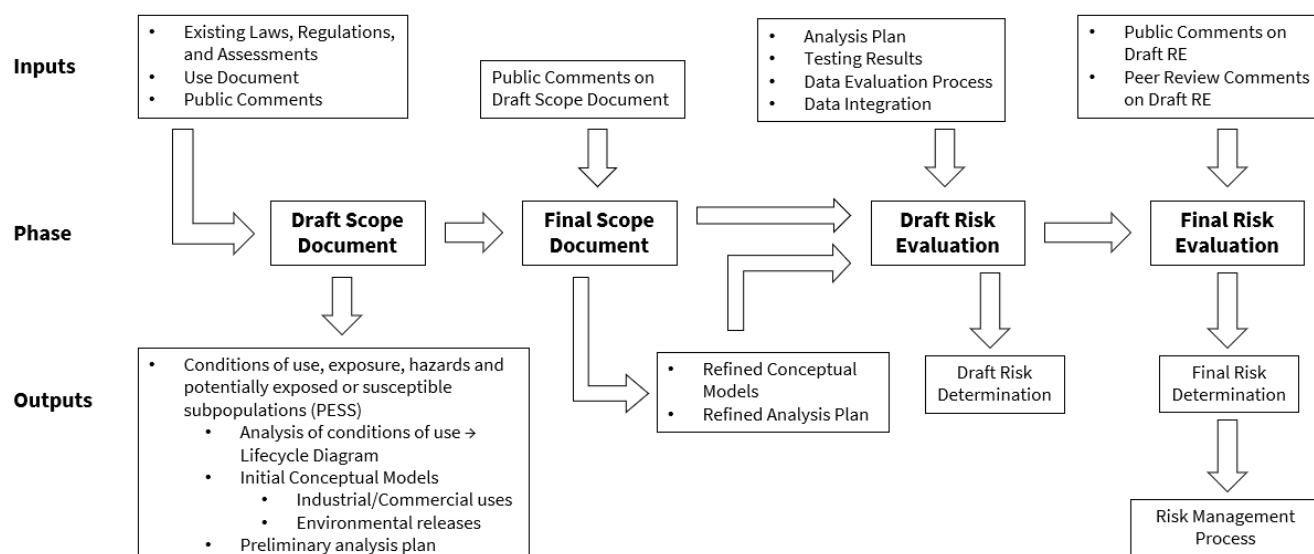 Inputs
• Existing Laws, Regulations,
and Assessments
• Use Document
• Public Comments
Public Comments on
Draft Scope Document
• Analysis Plan
• Testing Results
• Data Evaluation Process
• Data Integration
• Public Comments on
Draft RE
• Peer Review Comments
on Draft RE
Phase
Draft Scope
Document
Final Scope
Document
Draft Risk
Evaluation
Final Risk
Evaluation
Outputs
• Conditions of use, exposure, hazards and
potentially exposed or susceptible
subpopulations (PESS)
• Analysis of conditions of use →
Lifecycle Diagram
• Initial Conceptual Models
• Industrial/Commercial uses
• Environmental releases
• Preliminary analysis plan
• Refined Conceptual
Models
• Refined Analysis Plan
Draft Risk
Determination
Final Risk
Determination
Risk Management
Process